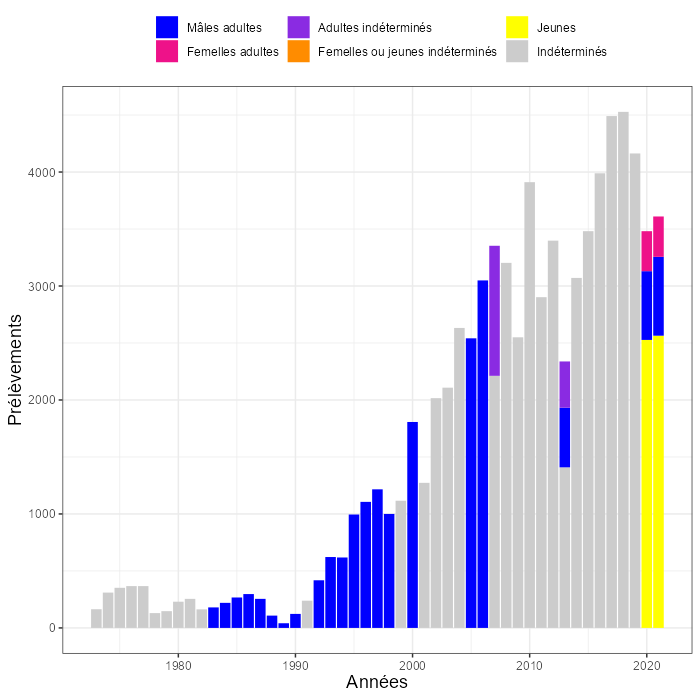 Mâles adultes
Adultes indéterminés
Jeunes
Femelles adultes
Femelles ou jeunes indéterminés
Indéterminés
Prélèvements
4000
3000
2000
1000
0
1980
1990
2000
2010
2020
Années